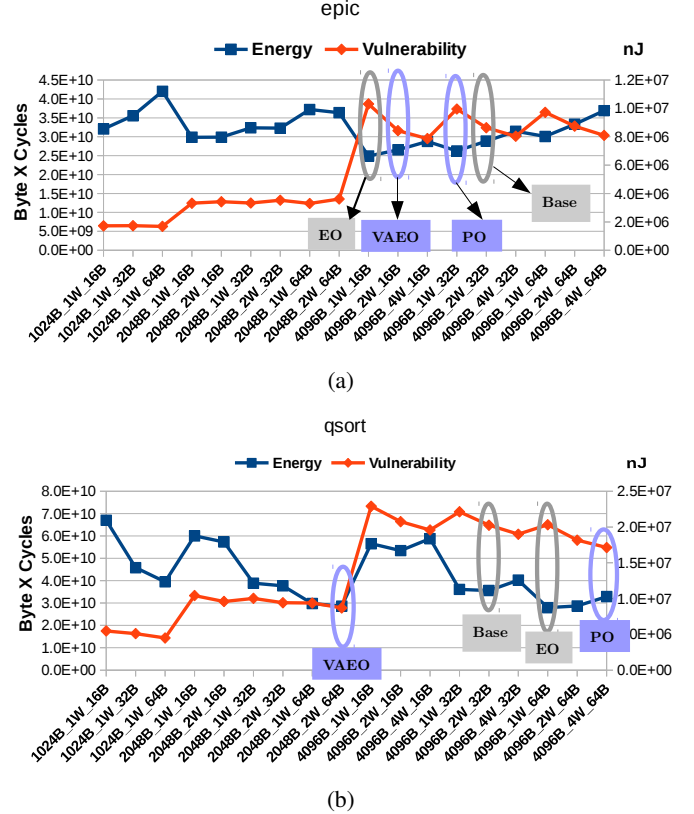 epic
Energy Vulnerability nJ
4.5E+10 1.2E+07
4.0E+10 1.0E+07
3.5E+10
3.0E+10 8.0E+06
2.5E+10 6.0E+06
2.0E+10
1.5E+10 4.0E+06
1.0E+10 2.0E+06
5.0E+09
0.0E+00 0.0E+00
Byte X Cycles
EO VAEO PO Base
1024B_1W_16B
1024B_1W_32B
1024B_1W_64B
2048B_1W_16B
2048B_2W_16B
2048B_1W_32B
2048B_2W_32B
2048B_1W_64B
2048B_2W_64B
4096B_1W_16B
4096B_2W_16B
4096B_4W_16B
4096B_1W_32B
4096B_2W_32B
4096B_4W_32B
4096B_1W_64B
4096B_2W_64B
4096B_4W_64B
(a)
qsort
Energy Vulnerability nJ
8.0E+10 2.5E+07
7.0E+10
6.0E+10 2.0E+07
5.0E+10 1.5E+07
4.0E+10
3.0E+10 1.0E+07
2.0E+10 5.0E+06
1.0E+10
0.0E+00 0.0E+00
Byte X Cycles
VAEO Base EO PO
1024B_1W_16B
1024B_1W_32B
1024B_1W_64B
2048B_1W_16B
2048B_2W_16B
2048B_1W_32B
2048B_2W_32B
2048B_1W_64B
2048B_2W_64B
4096B_1W_16B
4096B_2W_16B
4096B_4W_16B
4096B_1W_32B
4096B_2W_32B
4096B_4W_32B
4096B_1W_64B
4096B_2W_64B
4096B_4W_64B
(b)